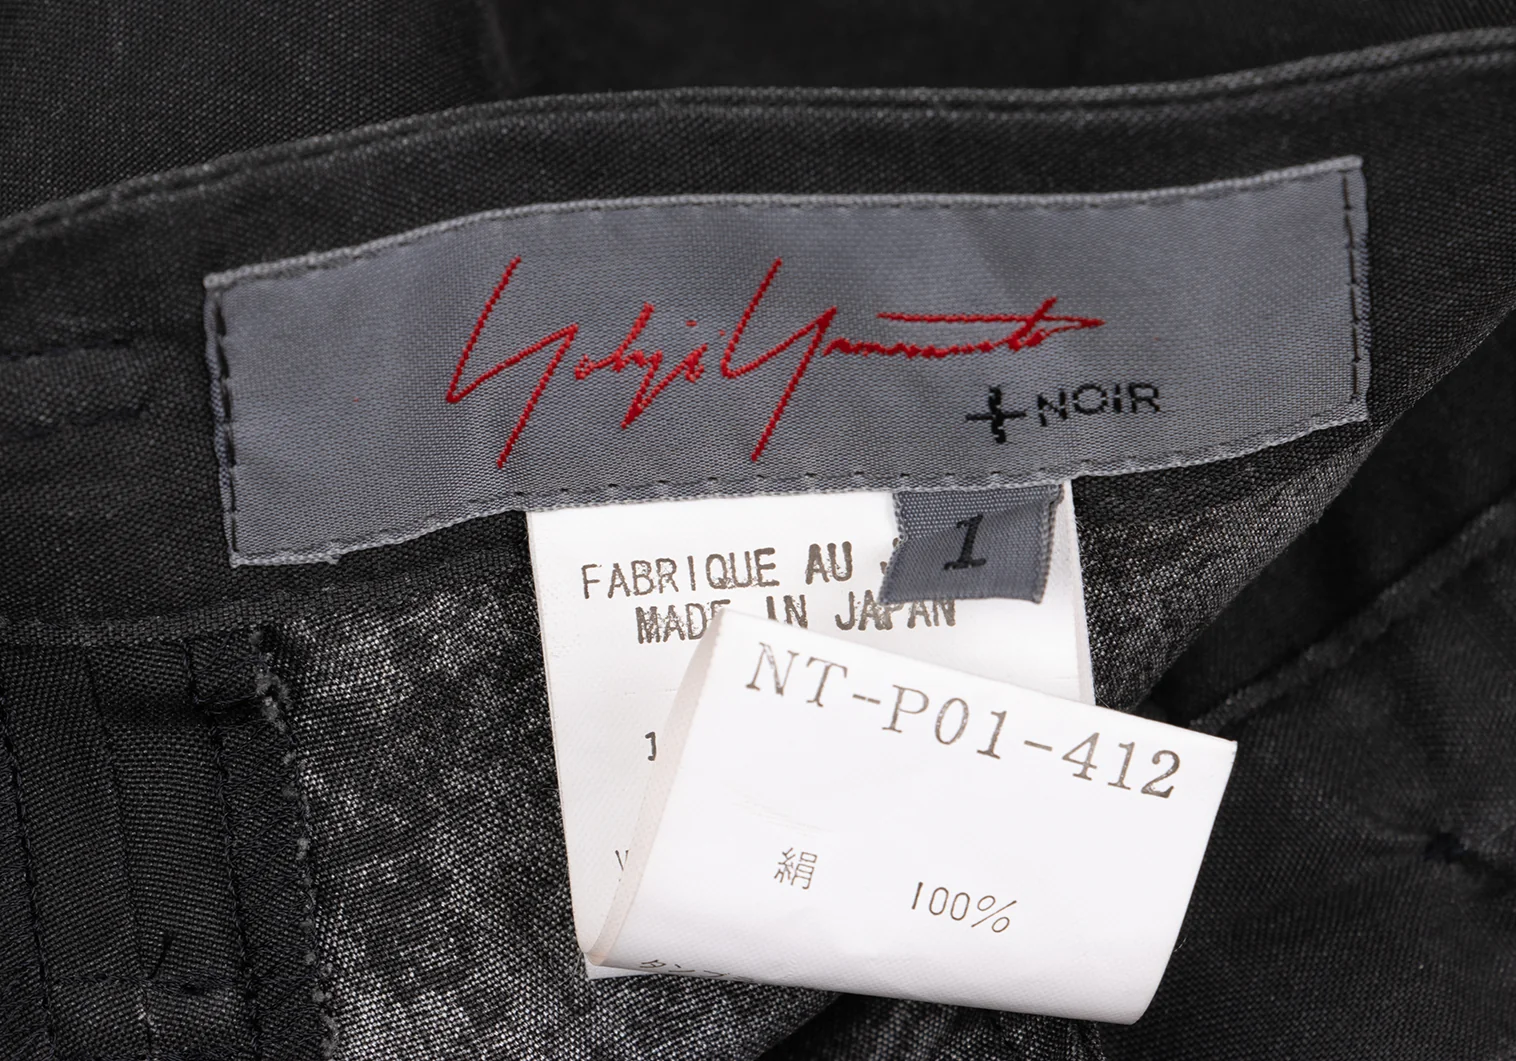 Yohji Yamamoto
+NOIR
1
FABRIQUE AU
MADE IN JAPAN
NT-P01-412
絹 100%